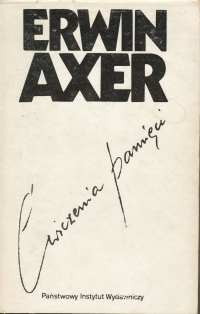 ERWIN
AXER
Ćwiczenia pamięci
Państwowy Instytut Wydawniczy